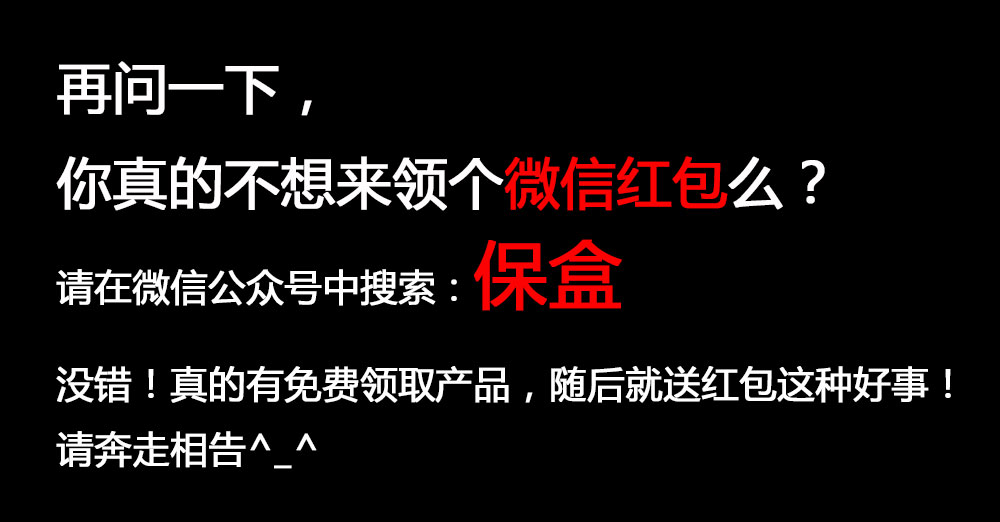 再问一下，
你真的不想来领个微信红包么？
请在微信公众号中搜索：保盒
没错！真的有免费领取产品，随后就送红包这种好事！
请奔走相告^_^